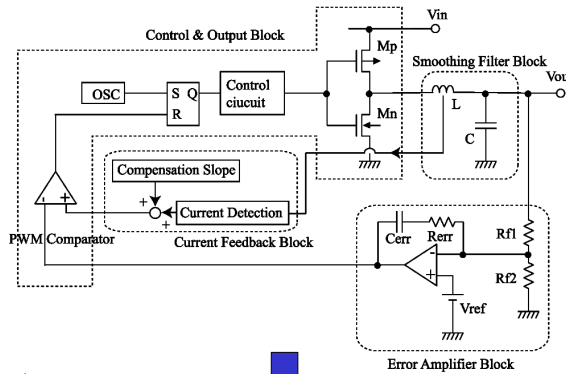 Vin
Control & Output Block
Mp
Smoothing Filter Block
Vou
OSC
S Q
R
Control
ciucuit
L
Mn
C
Compensation Slope
+
+
Current Detection
- +
PWM Comparator
Current Feedback Block
Cerr
Rerr
Rf1
-
+
Rf2
Vref
Error Amplifier Block